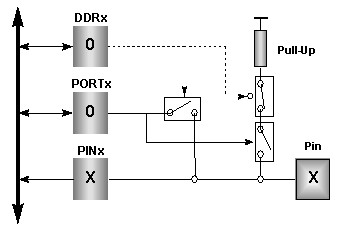 DDRx
0
Pull-Up
PORTx
0
PINx
X
Pin
X